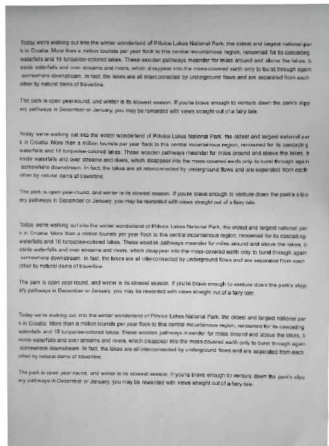 Today we're walking out into the winter wonderland of Plitvice Lakes National Park, the oldest and largest national par
k in Croatia. More than a million tourists per year flock to this central mountainous region, renowned for its cascading
waterfalls and 16 turquoise-colored lakes. These wooden pathways meander for miles around and above the lakes, b
eside waterfalls and over streams and rivers, which disappear into the moss-covered earth only to burst through again
somewhere downstream. In fact, the lakes are all interconnected by underground flows and are separated from each
other by natural dams of travertine.
The park is open year-round, and winter is its slowest season. If you're brave enough to venture down the park's slipp
ery pathways in December or January, you may be rewarded with views straight out of a fairy tale.
Today we're walking out into the winter wonderland of Plitvice Lakes National Park, the oldest and largest national par
k in Croatia. More than a million tourists per year flock to this central mountainous region, renowned for its cascading
waterfalls and 16 turquoise-colored lakes. These wooden pathways meander for miles around and above the lakes, b
eside waterfalls and over streams and rivers, which disappear into the moss-covered earth only to burst through again
somewhere downstream. In fact, the lakes are all interconnected by underground flows and are separated from each
other by natural dams of travertine.
The park is open year-round, and winter is its slowest season. If you're brave enough to venture down the park's slipp
ery pathways in December or January, you may be rewarded with views straight out of a fairy tale.
Today we're walking out into the winter wonderland of Plitvice Lakes National Park, the oldest and largest national par
k in Croatia. More than a million tourists per year flock to this central mountainous region, renowned for its cascading
waterfalls and 16 turquoise-colored lakes. These wooden pathways meander for miles around and above the lakes, b
eside waterfalls and over streams and rivers, which disappear into the moss-covered earth only to burst through again
somewhere downstream. In fact, the lakes are all interconnected by underground flows and are separated from each
other by natural dams of travertine.
The park is open year-round, and winter is its slowest season. If you're brave enough to venture down the park's slipp
ery pathways in December or January, you may be rewarded with views straight out of a fairy tale.
Today we're walking out into the winter wonderland of Plitvice Lakes National Park, the oldest and largest national par
k in Croatia. More than a million tourists per year flock to this central mountainous region, renowned for its cascading
waterfalls and 16 turquoise-colored lakes. These wooden pathways meander for miles around and above the lakes, b
eside waterfalls and over streams and rivers, which disappear into the moss-covered earth only to burst through again
somewhere downstream. In fact, the lakes are all interconnected by underground flows and are separated from each
other by natural dams of travertine.
The park is open year-round, and winter is its slowest season. If you're brave enough to venture down the park's slipp
ery pathways in December or January, you may be rewarded with views straight out of a fairy tale.